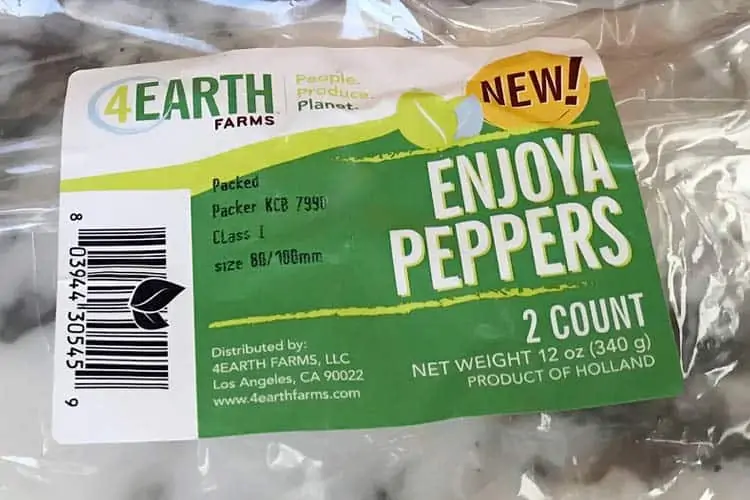 4EARTH
FARMS™
People.
Produce.
Planet.
NEW!
ENJOYA
PEPPERS
Packed
Packer KCB 7990
Class I
size 80/100mm
2 COUNT
NET WEIGHT 12 oz (340 g)
PRODUCT OF HOLLAND
Distributed by:
4EARTH FARMS, LLC
Los Angeles, CA 90022
www.4earthfarms.com
8 03944 30545 9